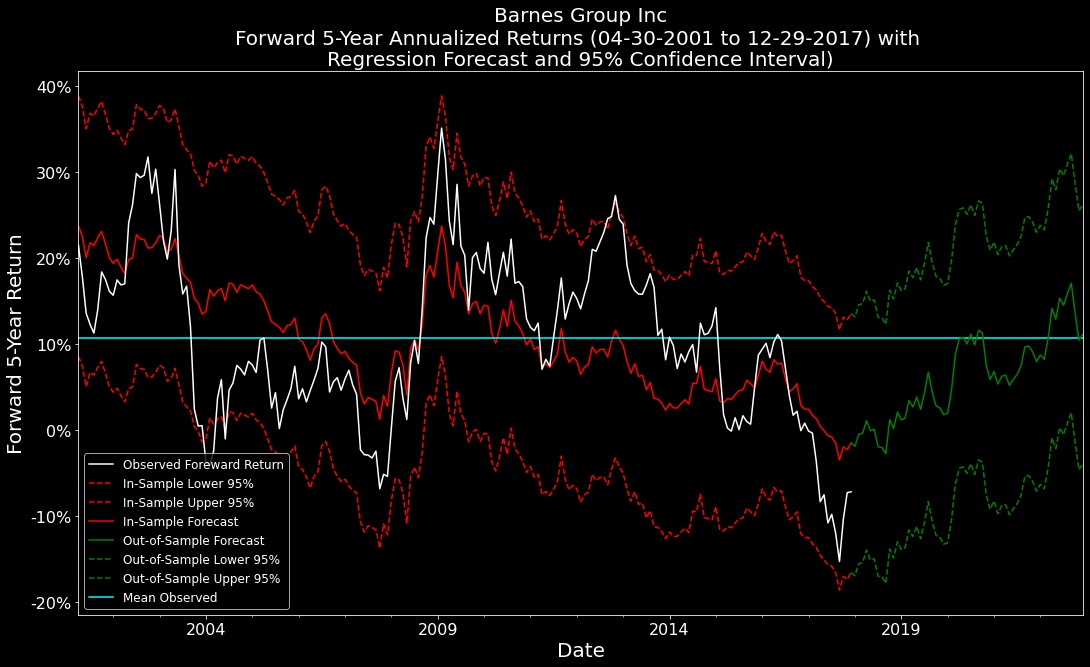 Barnes Group Inc
Forward 5-Year Annualized Returns (04-30-2001 to 12-29-2017) with
Regression Forecast and 95% Confidence Interval)
Forward 5-Year Return
40%
30%
20%
10%
0%
-10%
-20%
Observed Foreward Return
In-Sample Lower 95%
In-Sample Upper 95%
In-Sample Forecast
Out-of-Sample Forecast
Out-of-Sample Lower 95%
Out-of-Sample Upper 95%
Mean Observed
2004
2009
2014
2019
Date